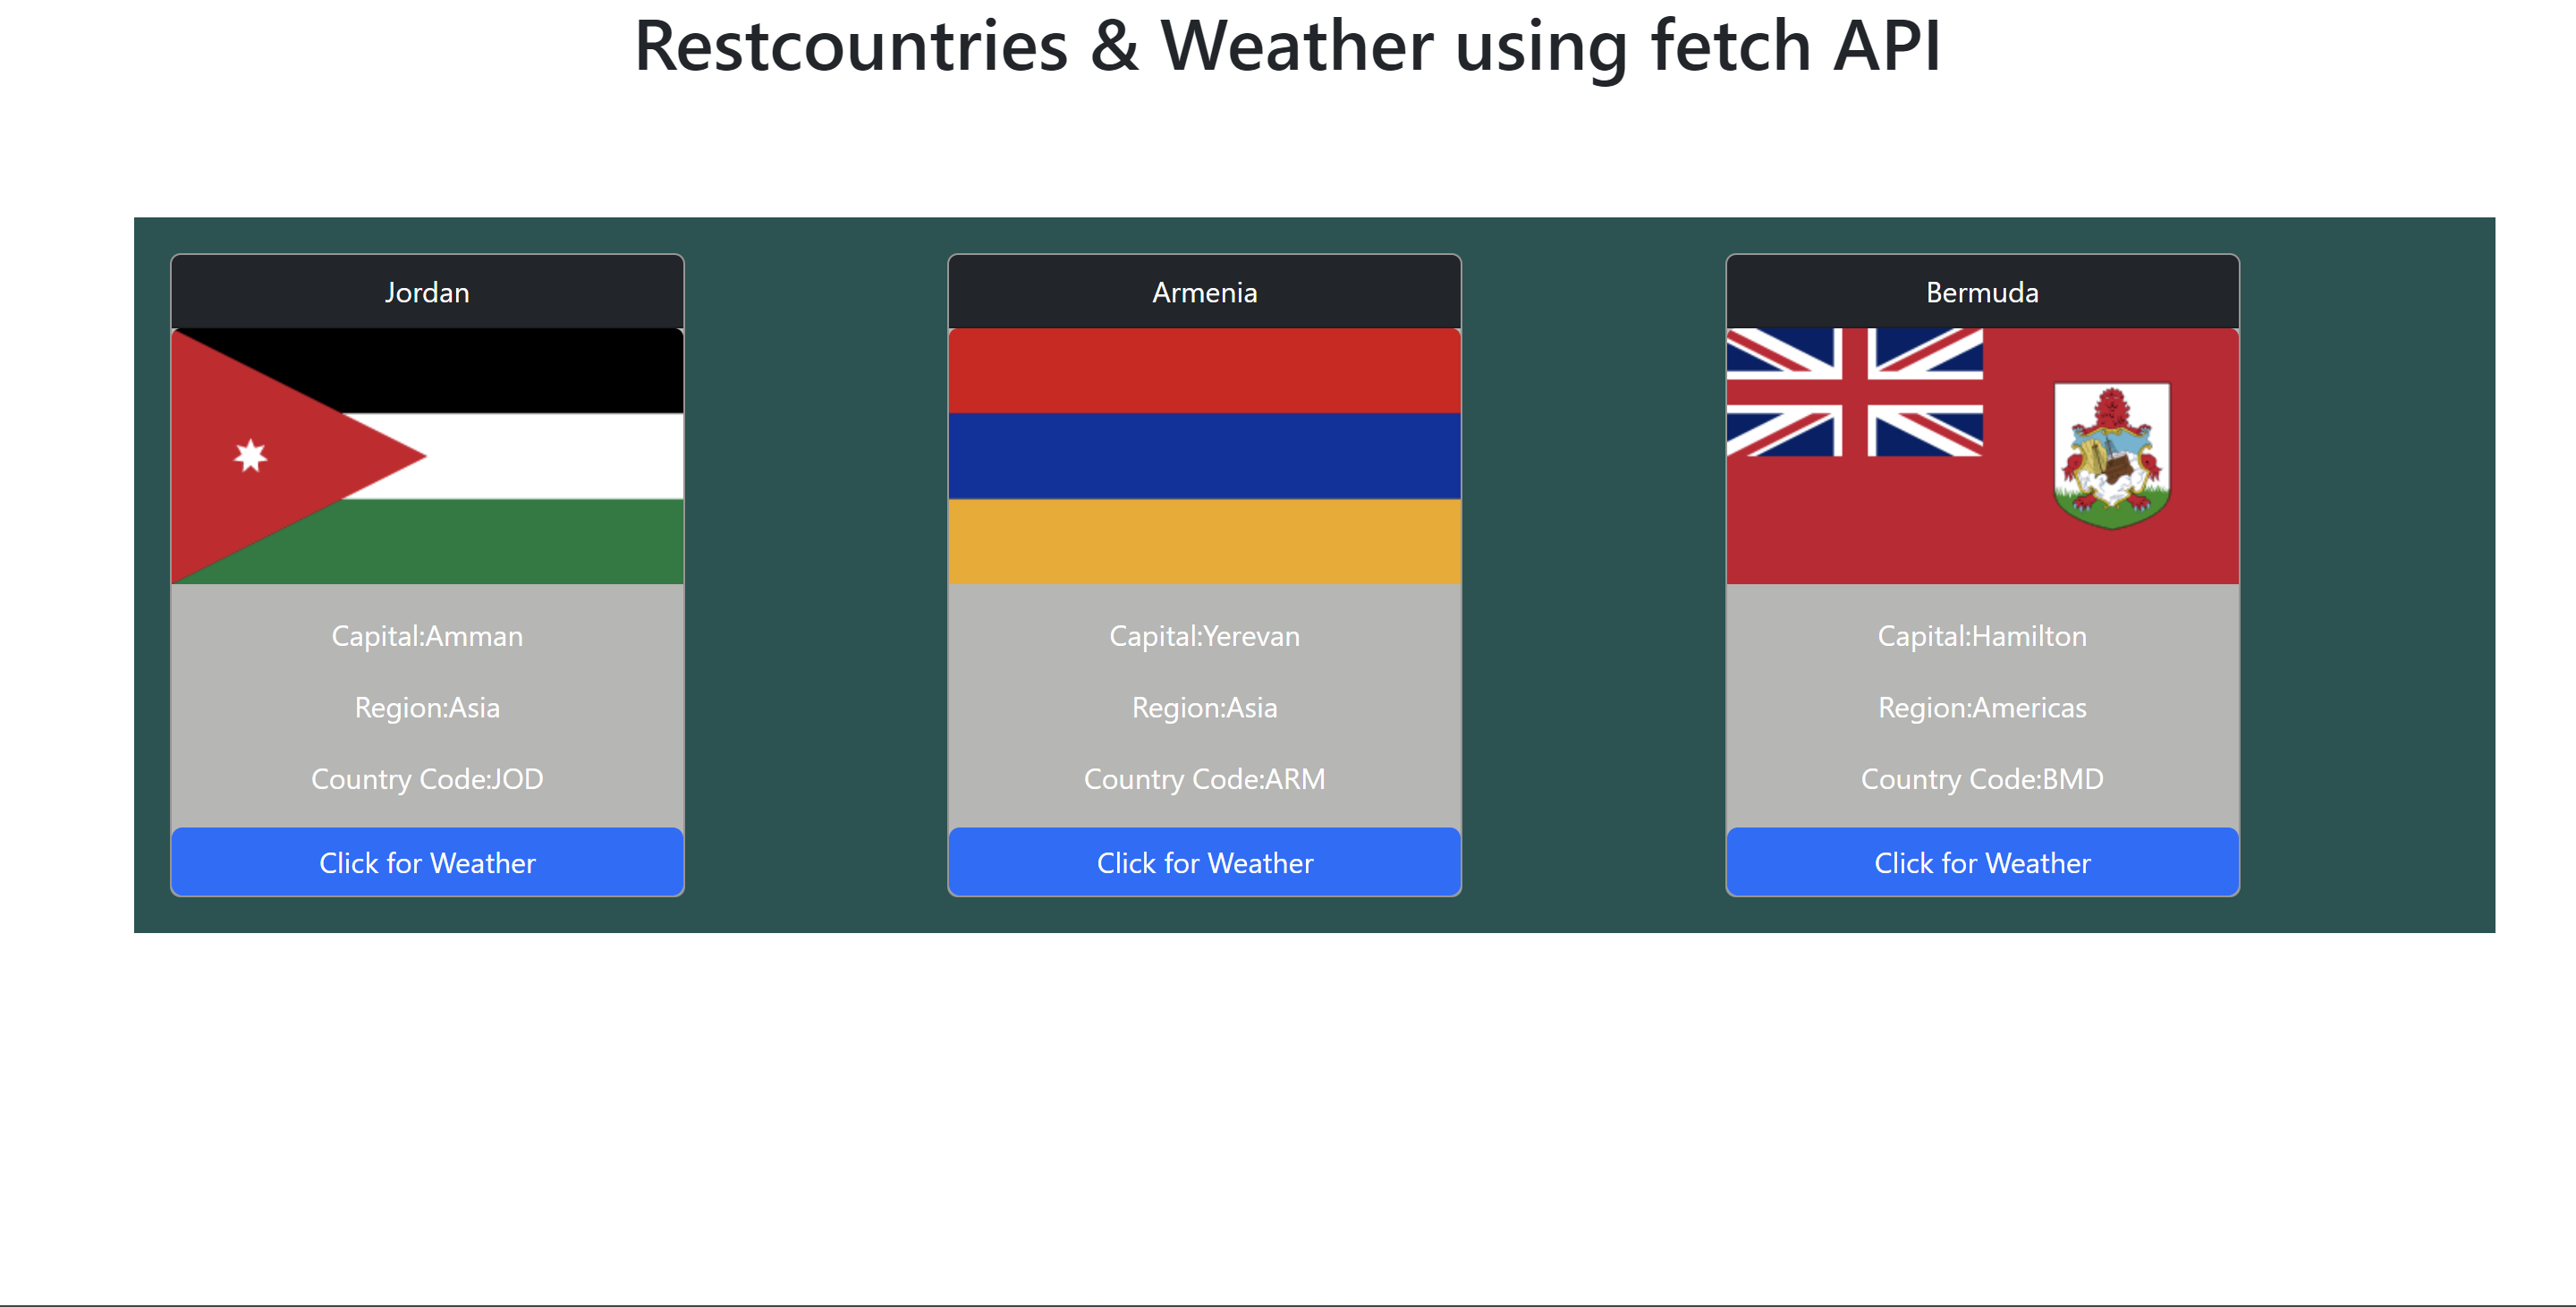 Restcountries & Weather using fetch API
Jordan
Capital:Amman
Region:Asia
Country Code:JOD
Click for Weather
Armenia
Capital:Yerevan
Region:Asia
Country Code:ARM
Click for Weather
Bermuda
Capital:Hamilton
Region:Americas
Country Code:BMD
Click for Weather